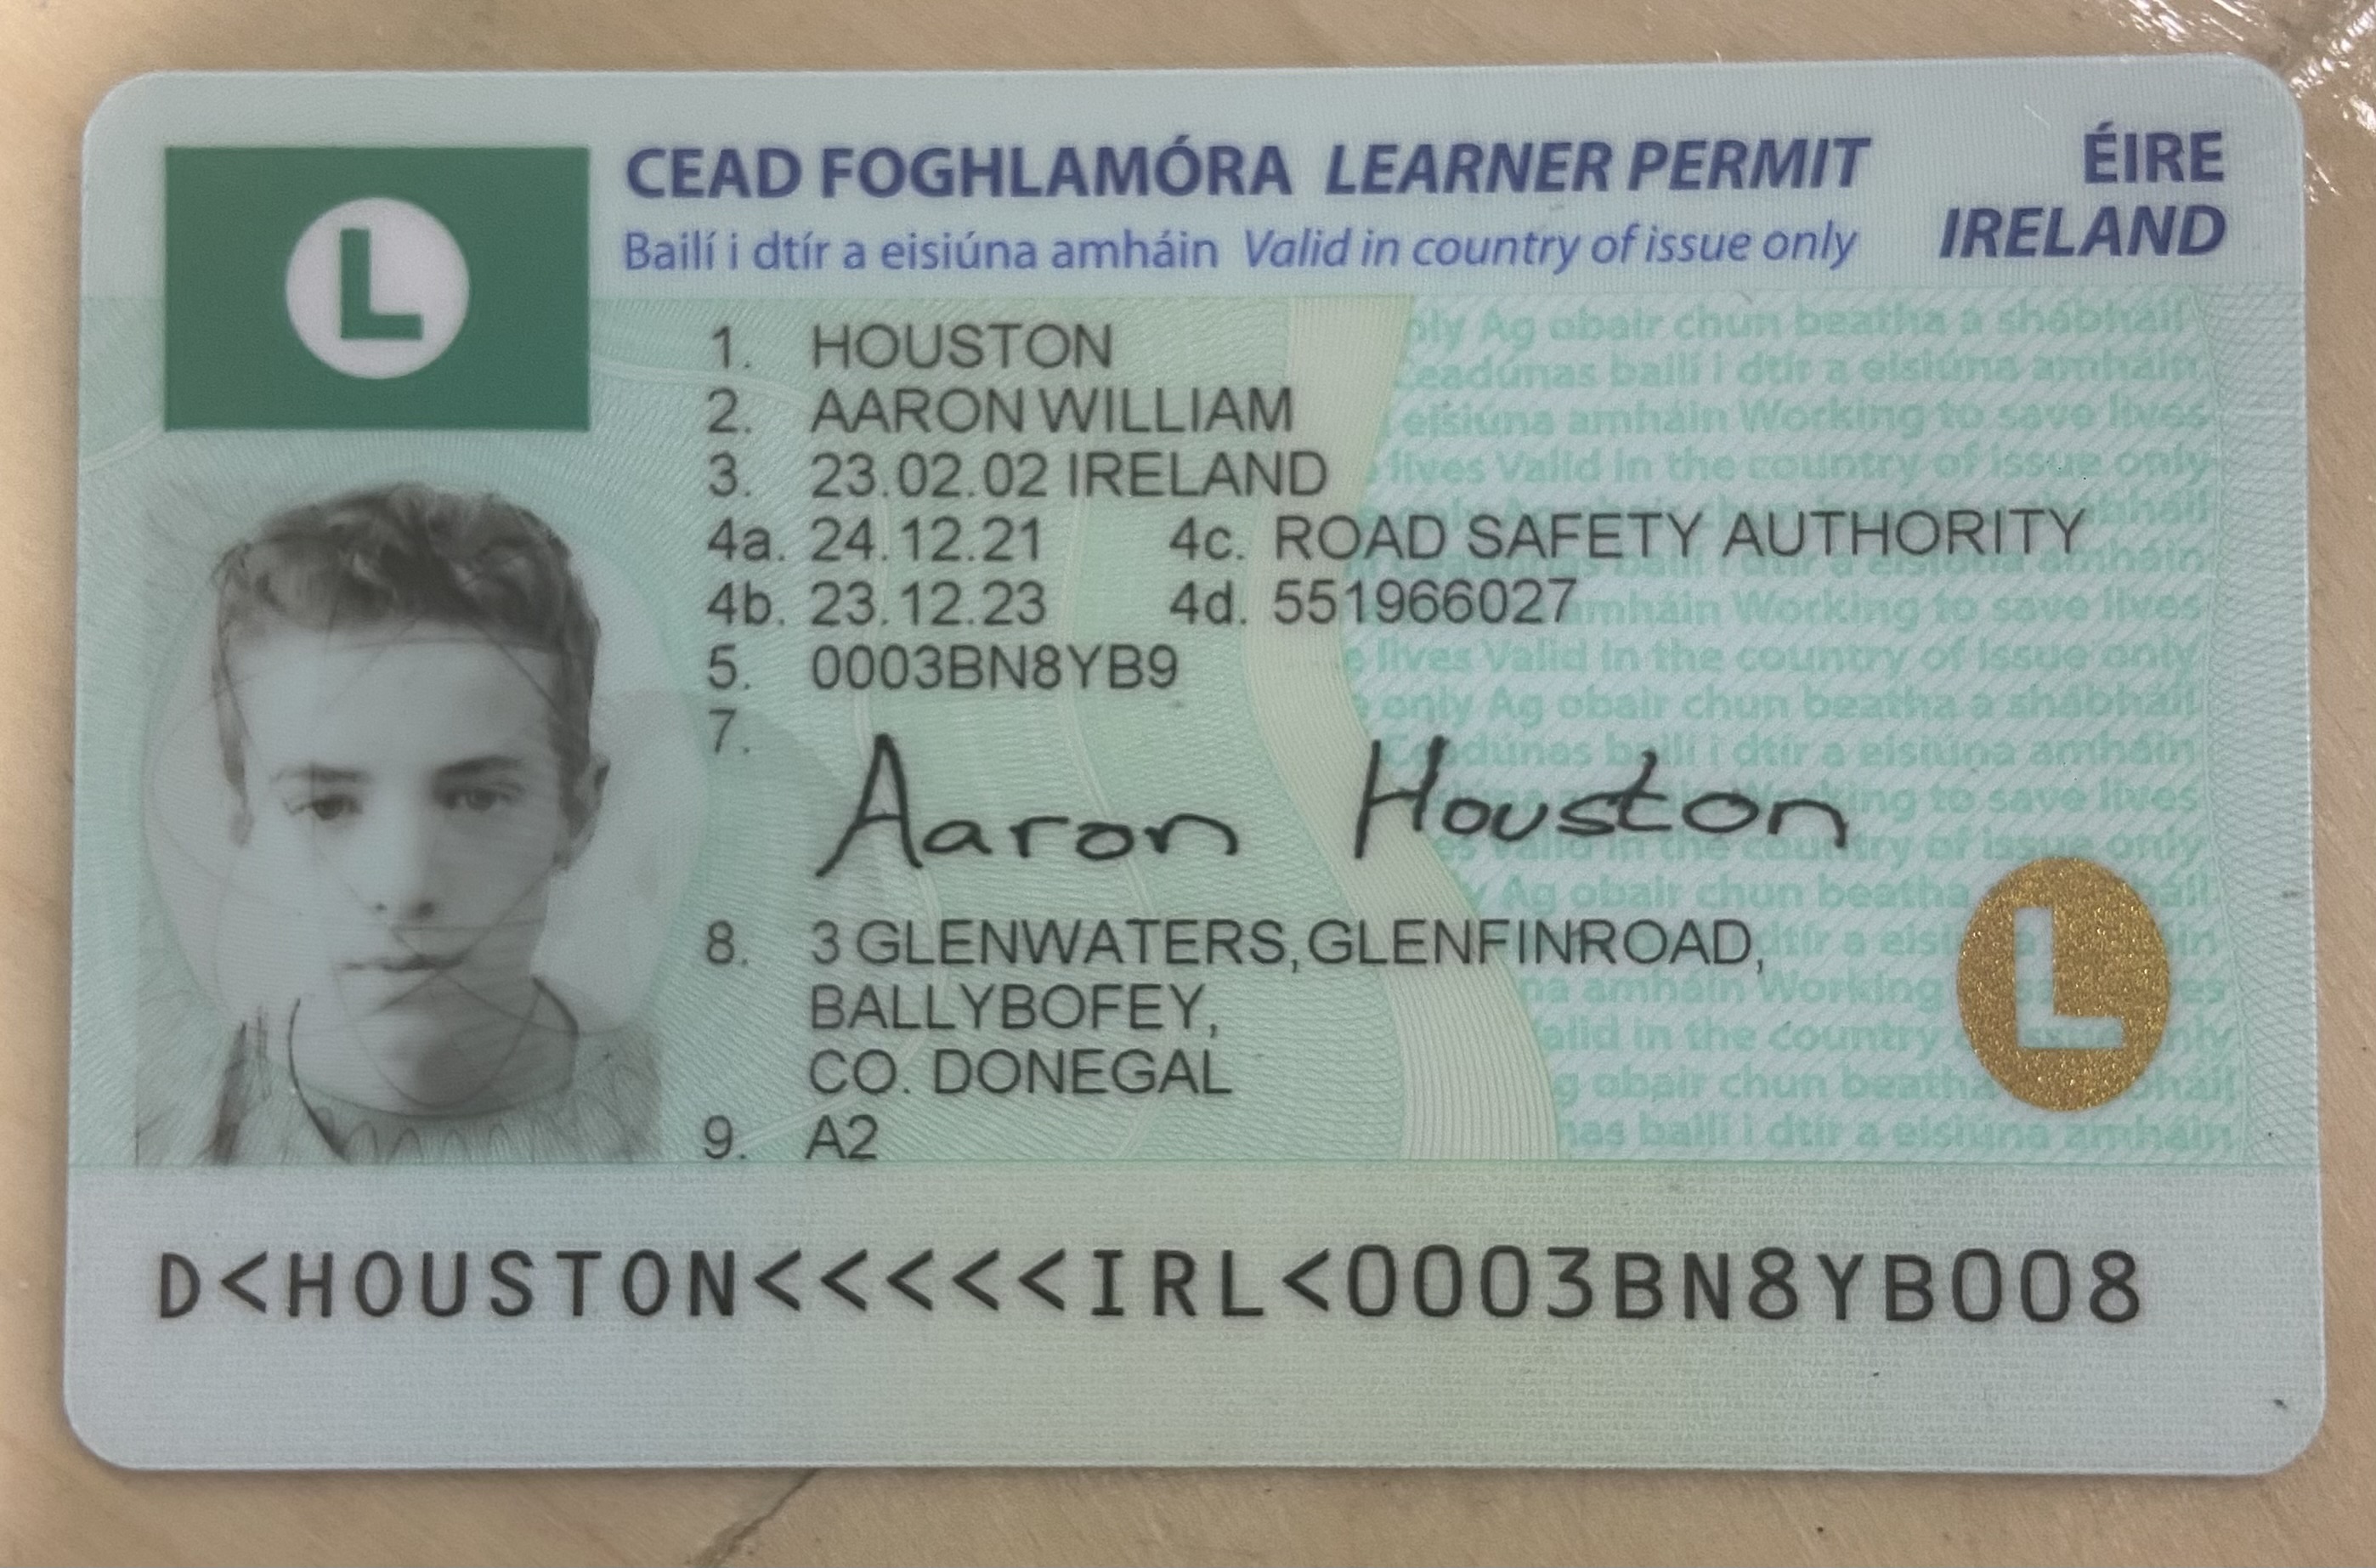 L
CEAD FOGHLAMÓRA LEARNER PERMIT
Bailí i dtír a eisiúna amháin Valid in country of issue only
ÉIRE
IRELAND
1. HOUSTON
2. AARON WILLIAM
3. 23.02.02 IRELAND
4a. 24.12.21 4c. ROAD SAFETY AUTHORITY
4b. 23.12.23 4d. 551966027
5. 0003BN8YB9
7. Aaron Houston
8. 3 GLENWATERS,GLENFINROAD,
BALLYBOFEY,
CO. DONEGAL
9. A2
L
D<HOUSTON<<<<<IRL<0003BN8YB008